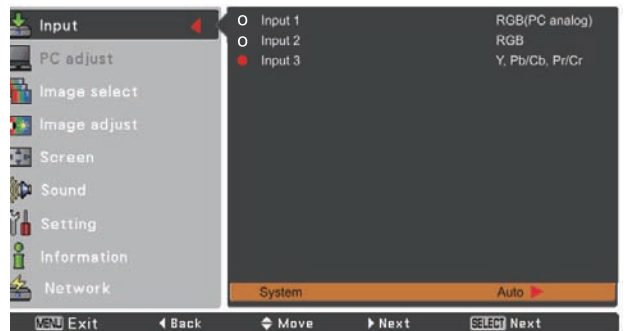 Input
PC adjust
Image select
Image adjust
Screen
Sound
Setting
Information
Network
Input 1 RGB(PC analog)
Input 2 RGB
Input 3 Y, Pb/Cb, Pr/Cr
System Auto
MENU Exit Back Move Next SELECT Next